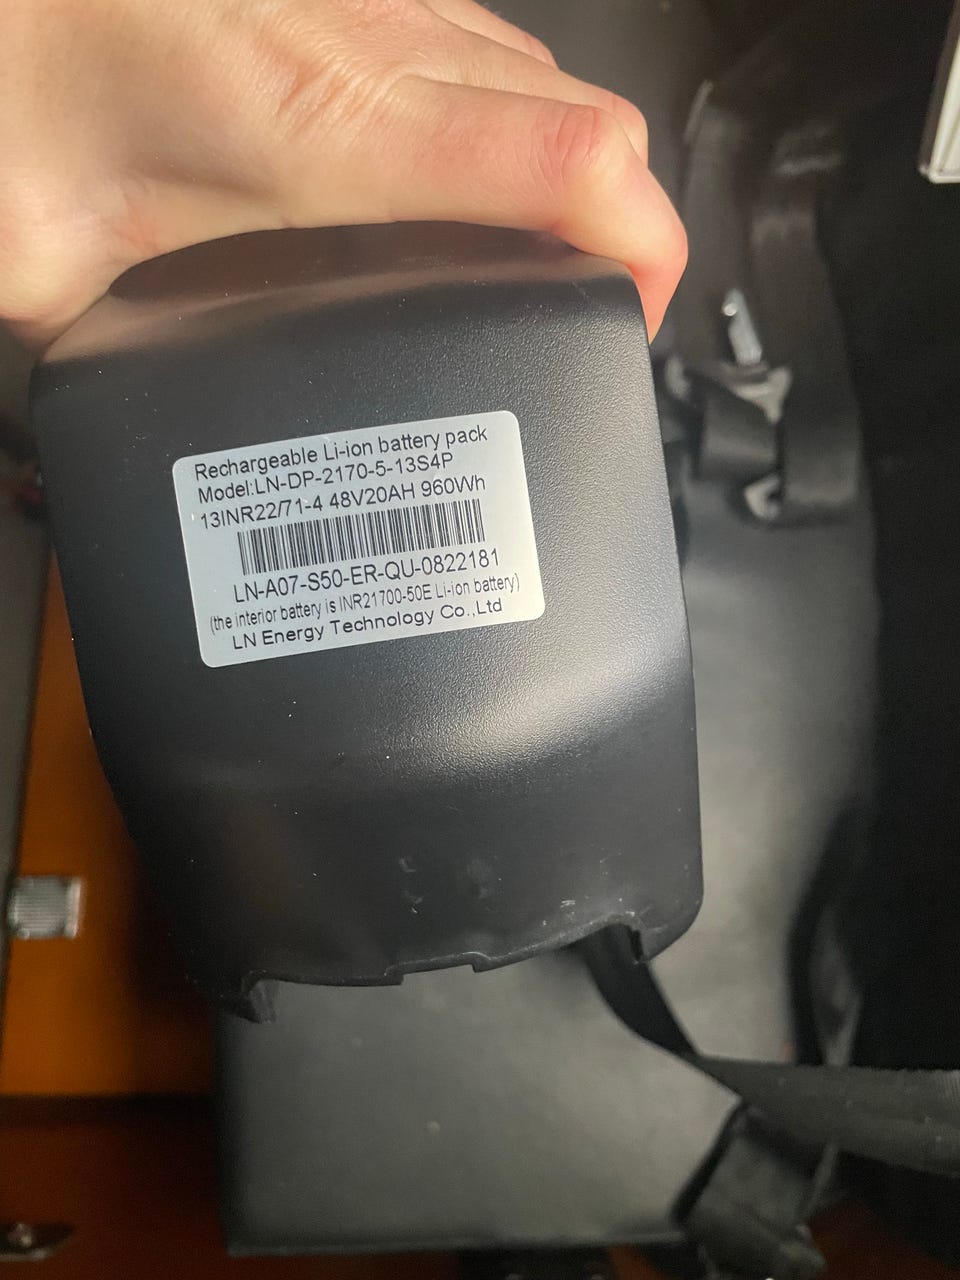 Rechargeable Li-ion battery pack
Model:LN-DP-2170-5-13S4P
13INR22/71-4 48V20AH 960Wh
LN-A07-S50-ER-QU-0822181
(the interior battery is INR21700-50E Li-ion battery)
LN Energy Technology Co.,Ltd